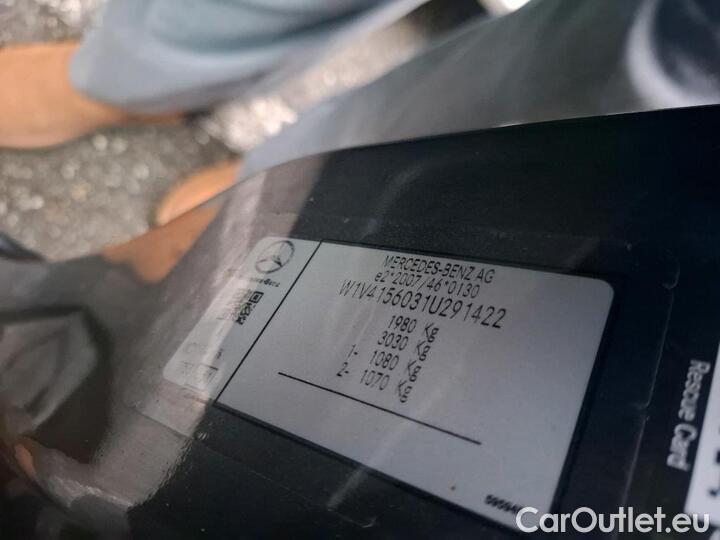 MERCEDES-BENZ AG
e2*2007/46*0130
W1V4156031U291422
1980 Kg
3030 Kg
1- 1080 Kg
2- 1070 Kg
Rescue Card
CarOutlet.eu